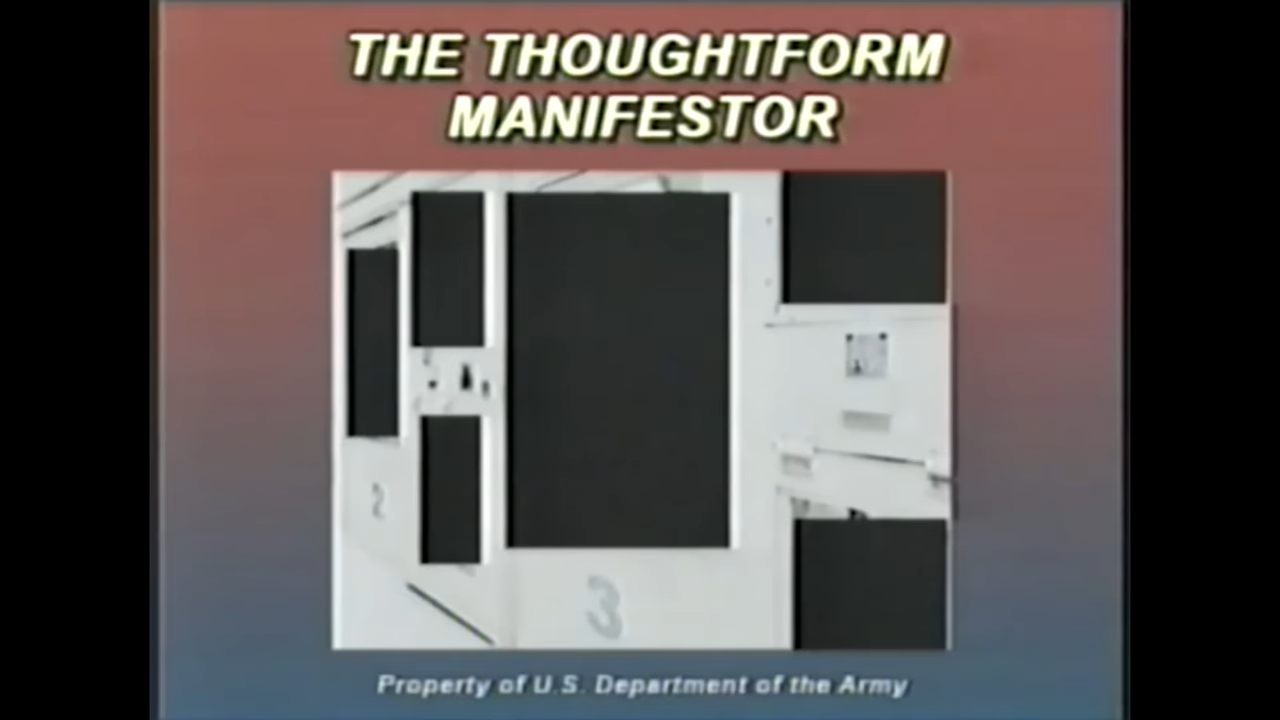 THE THOUGHTFORM
MANIFESTOR
2
3
Property of U.S. Department of the Army